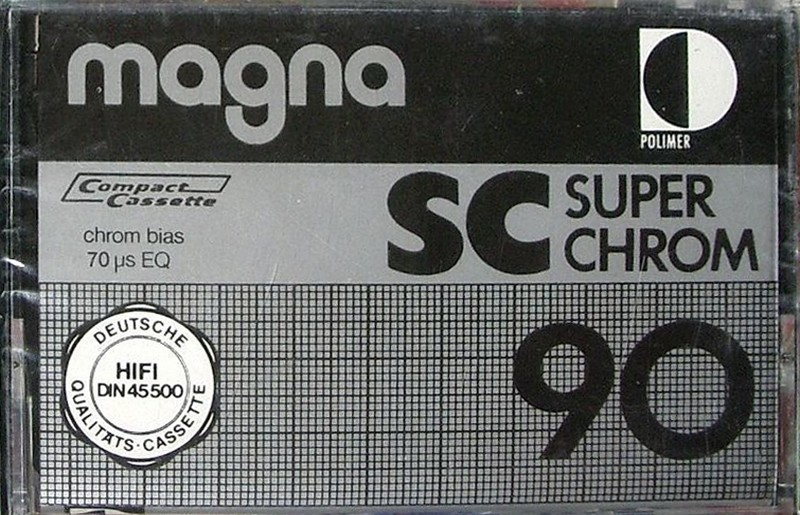 magna
POLIMER
Compact
Cassette
chrom bias
70 µs EQ
SC SUPER
CHROM
DEUTSCHE
HIFI
DIN 45 500
QUALITÄTS-CASSETTE
90